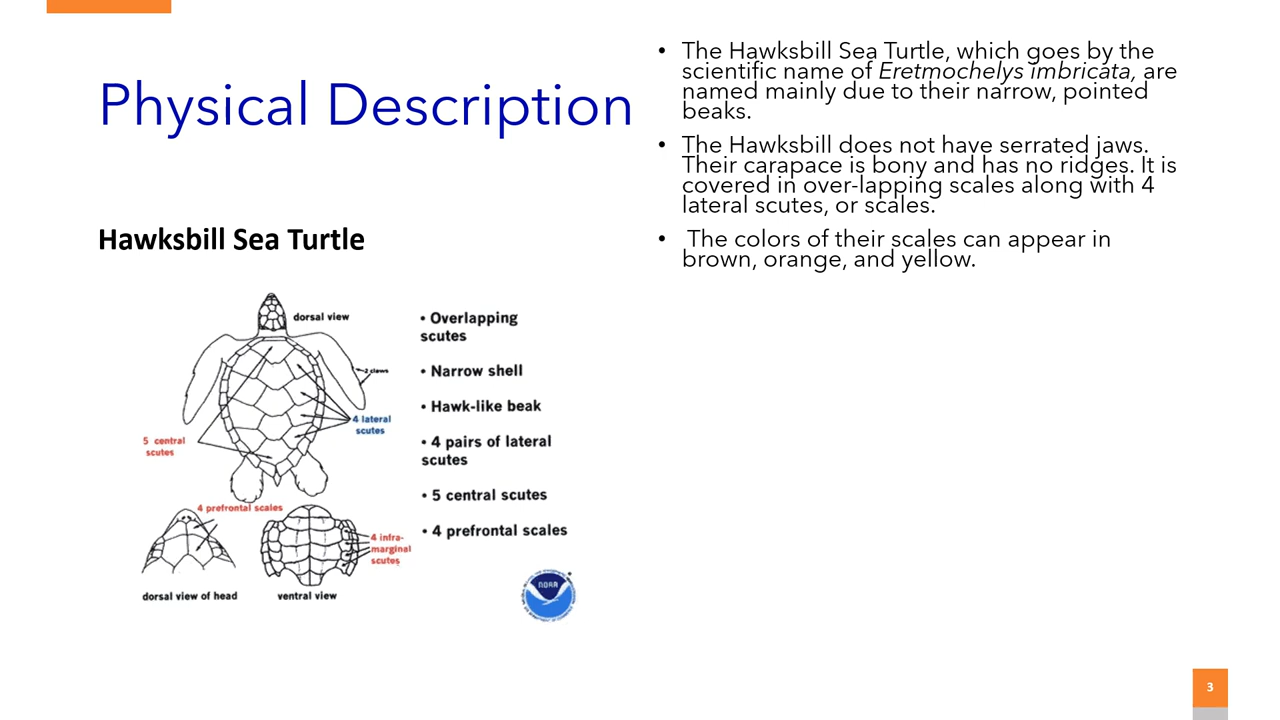 Physical Description
• The Hawksbill Sea Turtle, which goes by the
scientific name of Eretmochelys imbricata, are
named mainly due to their narrow, pointed
beaks.
• The Hawksbill does not have serrated jaws.
Their carapace is bony and has no ridges. It is
covered in over-lapping scales along with 4
lateral scutes, or scales.
• The colors of their scales can appear in
brown, orange, and yellow.
Hawksbill Sea Turtle
dorsal view
2 claws
4 lateral
scutes
5 central
scutes
4 prefrontal scales
4 infra-
marginal
scutes
dorsal view of head
ventral view
• Overlapping
scutes
• Narrow shell
• Hawk-like beak
• 4 pairs of lateral
scutes
• 5 central scutes
• 4 prefrontal scales
NOAA
3